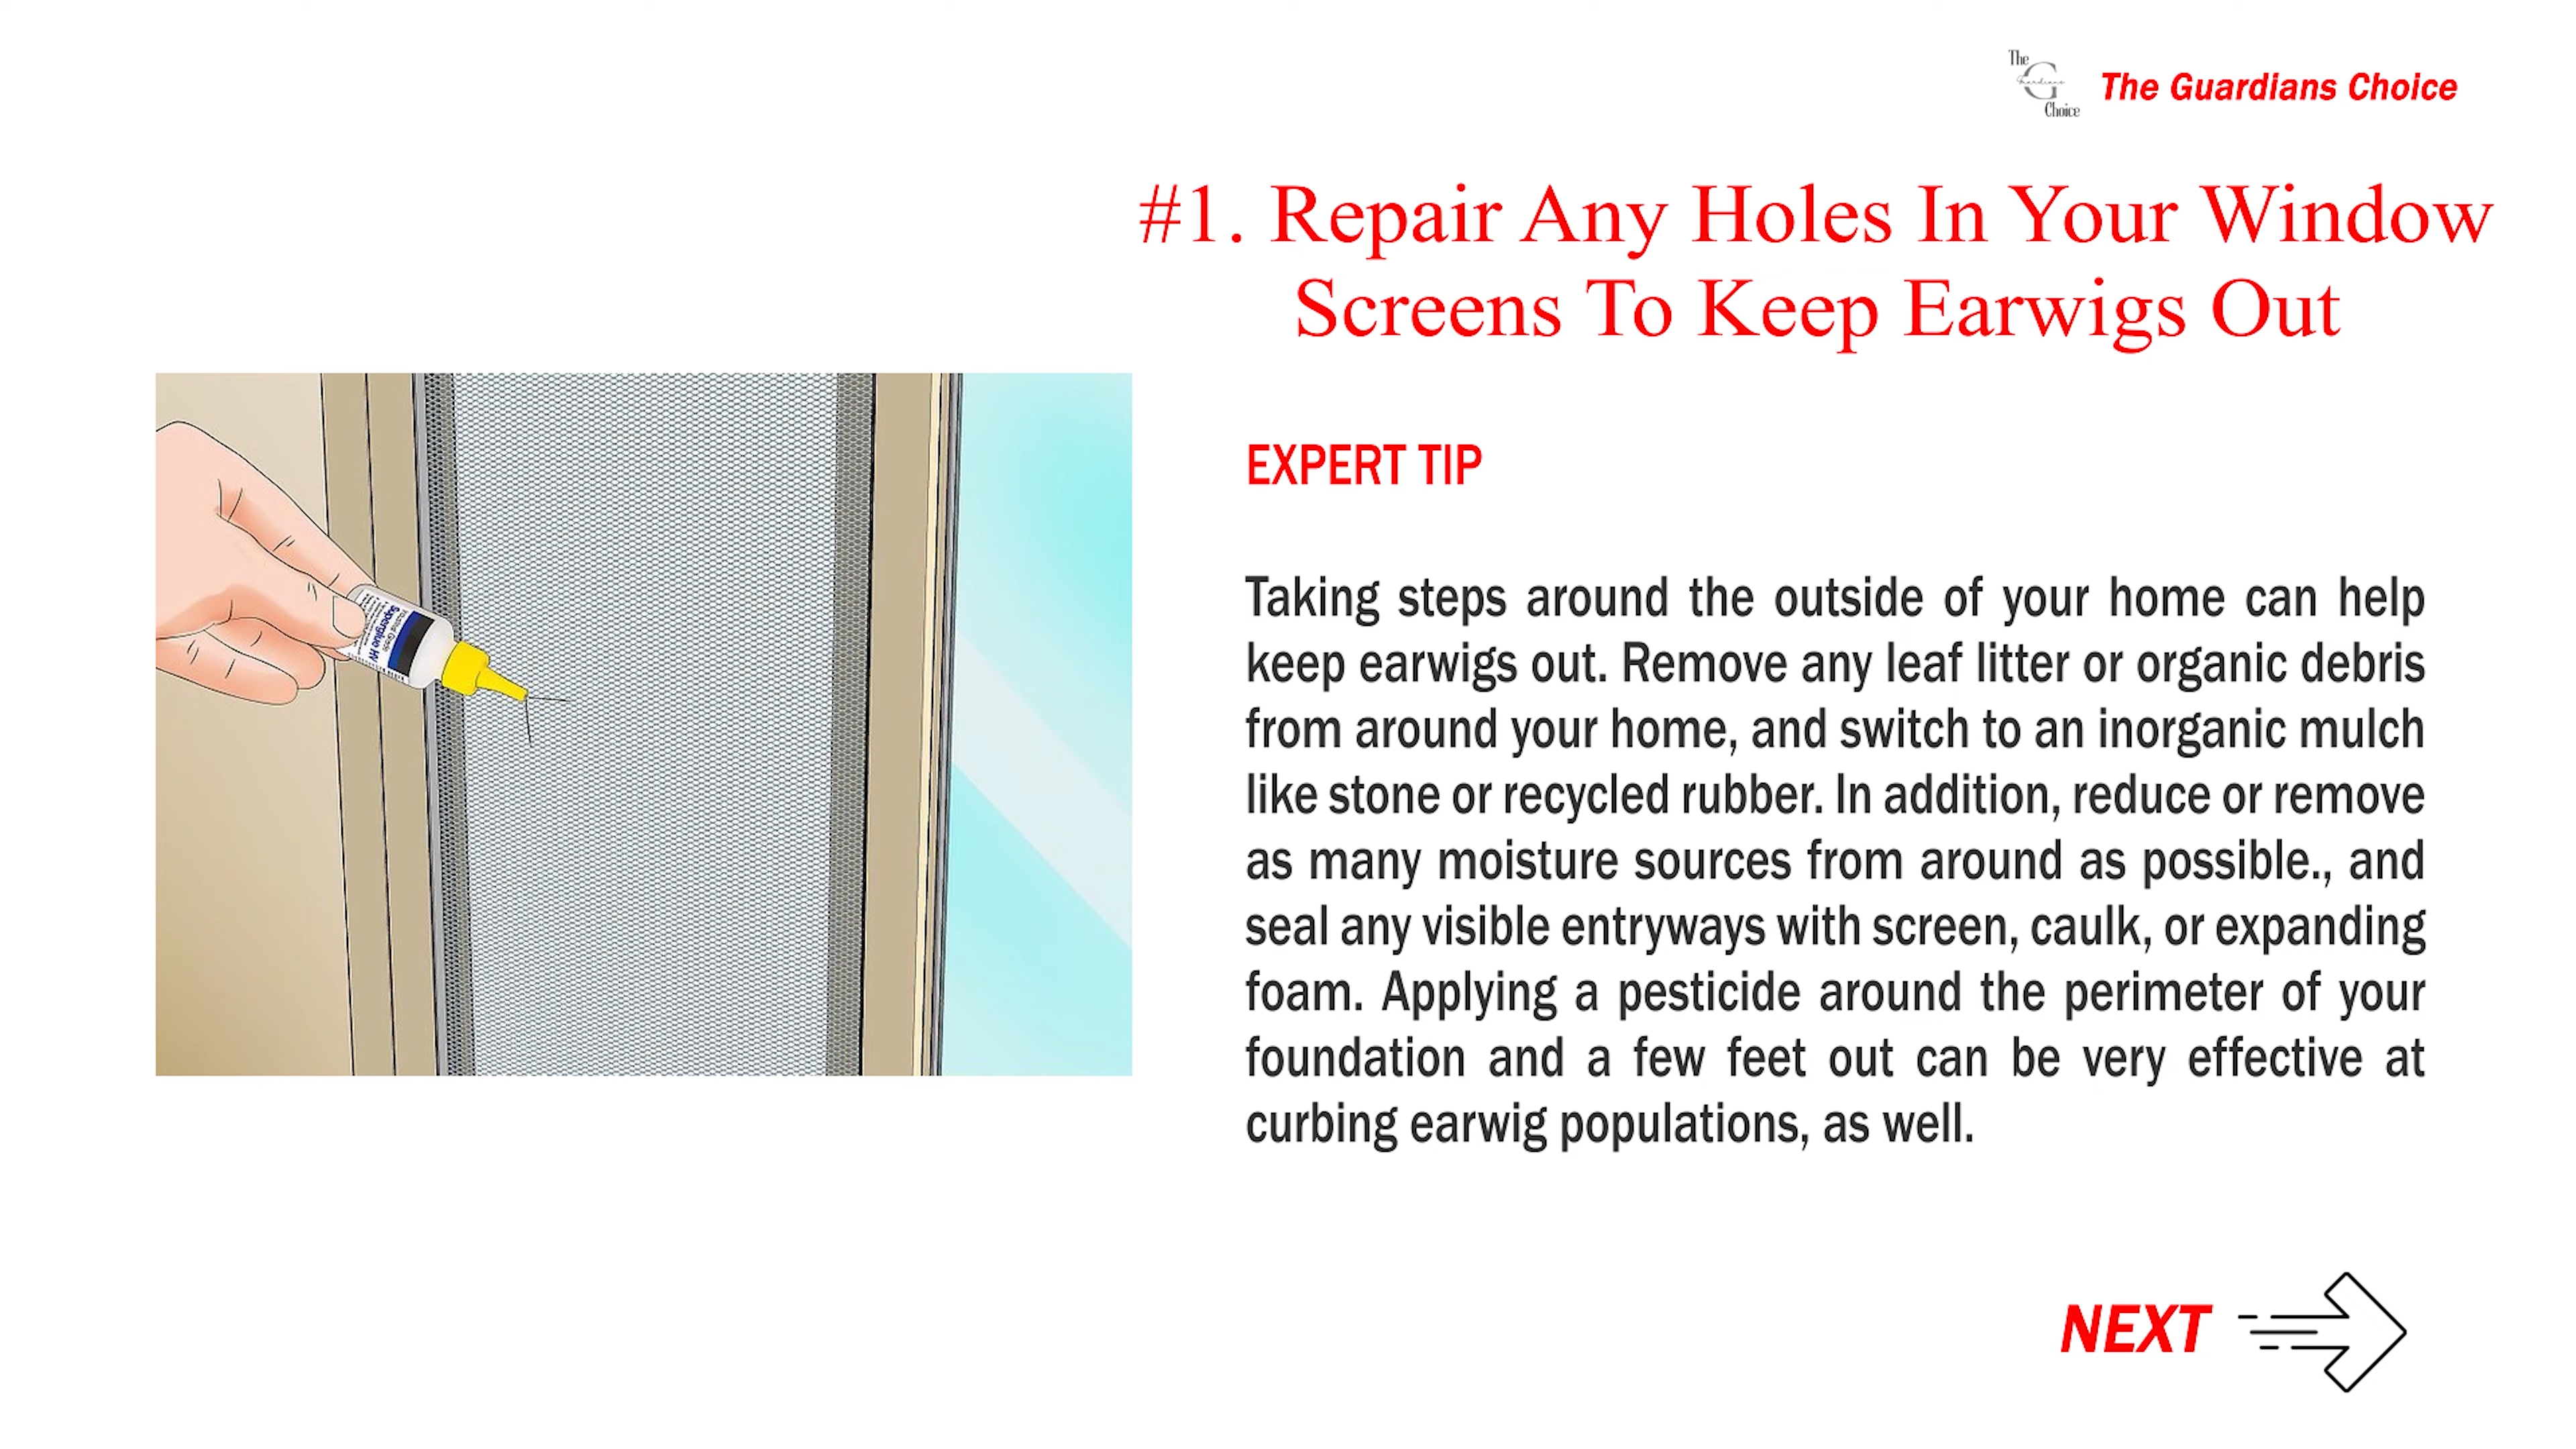 The
Guardians
G
Choice
The Guardians Choice
#1. Repair Any Holes In Your Window
Screens To Keep Earwigs Out
EXPERT TIP
Taking steps around the outside of your home can help
keep earwigs out. Remove any leaf litter or organic debris
from around your home, and switch to an inorganic mulch
like stone or recycled rubber. In addition, reduce or remove
as many moisture sources from around as possible., and
seal any visible entryways with screen, caulk, or expanding
foam. Applying a pesticide around the perimeter of your
foundation and a few feet out can be very effective at
curbing earwig populations, as well.
Superglue
NEXT